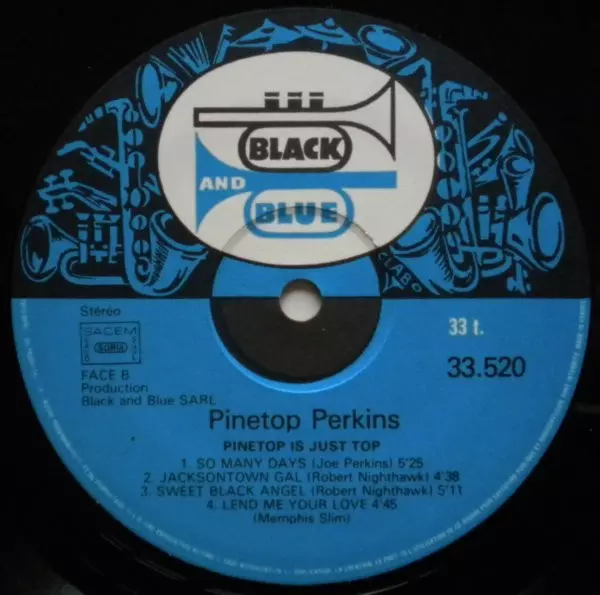 BLACK
AND
BLUE
CLABO
Stéréo
33 t.
SACEM
33.520
FACE B
Production
Black and Blue SARL
Pinetop Perkins
PINETOP IS JUST TOP
1. SO MANY DAYS (Joe Perkins) 5'25
2. JACKSONTOWN GAL (Robert Nighthawk) 4'38
3. SWEET BLACK ANGEL (Robert Nighthawk) 5'11
4. LEND ME YOUR LOVE 4'45
(Memphis Slim)